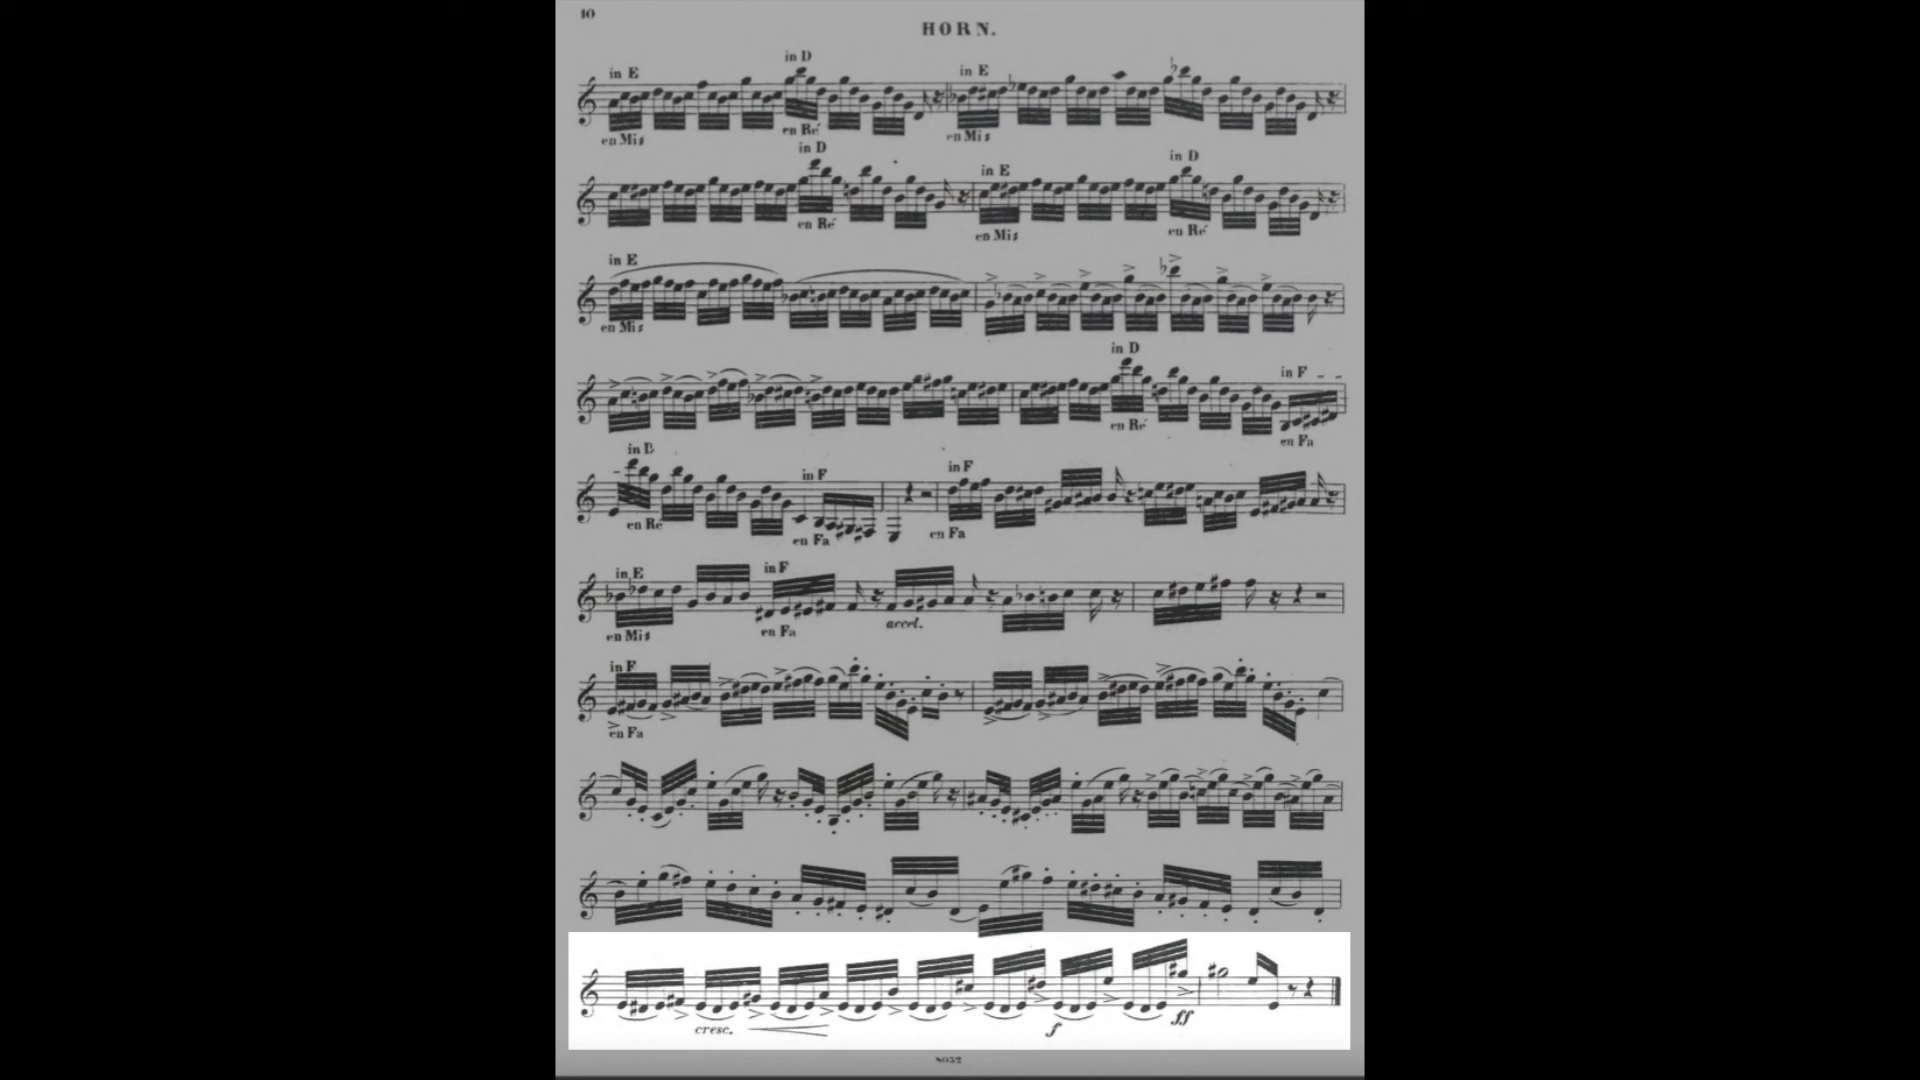 10
HORN.
in D
in E in E
en Ré
en Mi♮ en Mi♮
in D
in D
in E
en Ré
en Mi♮ en Ré
in E
en Mi♮
in D
in F
en Ré
en Fa
in D
in F in F
en Ré
en Fa en Fa
in E in F
accel.
en Mi♮ en Fa
in F
en Fa
cresc. f ff
8052